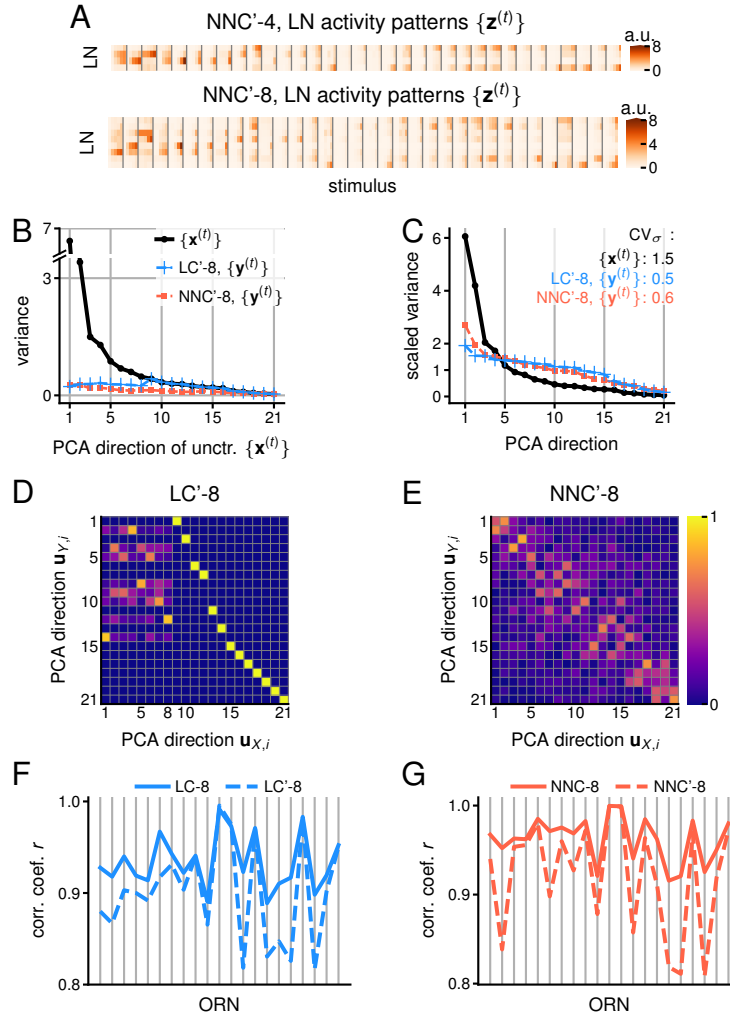 A
NNC'-4, LN activity patterns {z^(t)}
a.u.
8
0
LN
NNC'-8, LN activity patterns {z^(t)}
a.u.
8
4
0
LN
stimulus
B
7
3
0
variance
{x^(t)}
LC'-8, {y^(t)}
NNC'-8, {y^(t)}
1 5 10 15 21
PCA direction of unctr. {x^(t)}
C
6
4
2
1
0
scaled variance
CVσ :
{x^(t)}: 1.5
LC'-8, {y^(t)}: 0.5
NNC'-8, {y^(t)}: 0.6
1 5 10 15 21
PCA direction
D
LC'-8
1
5
10
15
21
PCA direction u_Y,i
1 5 8 10 15 21
PCA direction u_X,i
E
NNC'-8
1
5
10
15
21
PCA direction u_Y,i
1 5 10 15 21
PCA direction u_X,i
1
0
F
LC-8 LC'-8
1.0
0.9
0.8
corr. coef. r
ORN
G
NNC-8 NNC'-8
1.0
0.9
0.8
corr. coef. r
ORN